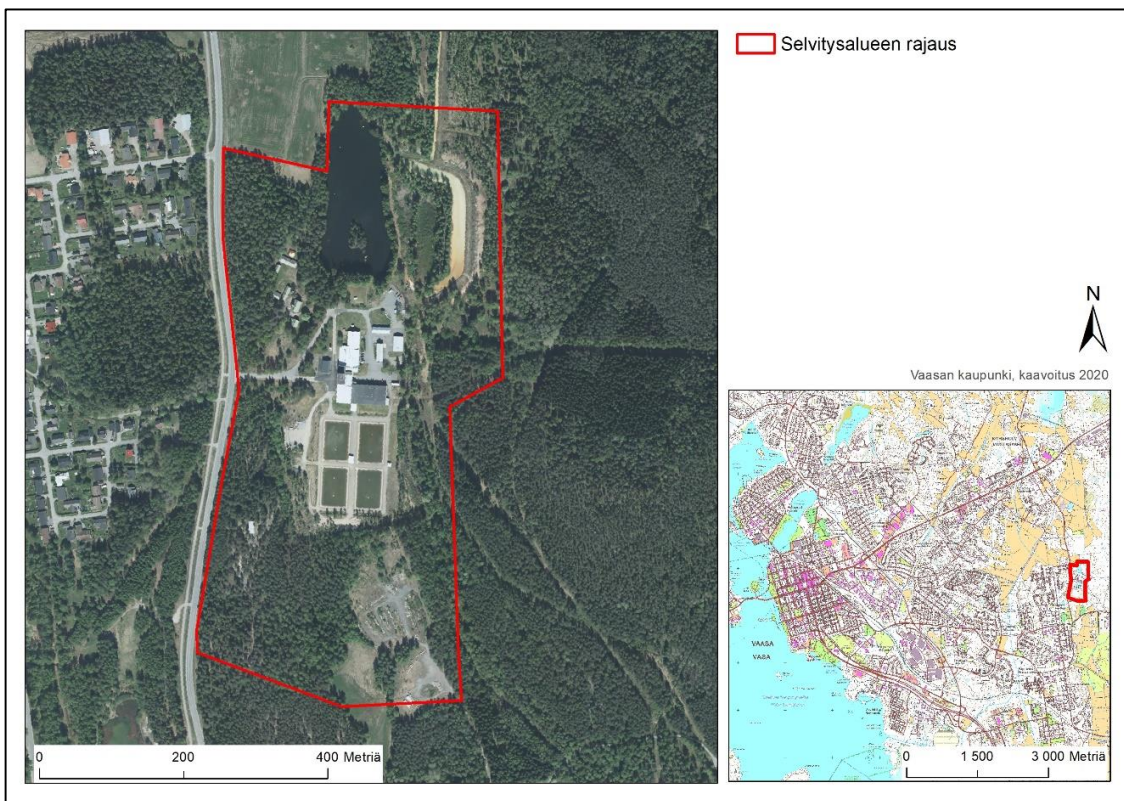 Selvitysalueen rajaus
N
Vaasan kaupunki, kaavoitus 2020
VAASA
VASA
0 200 400 Metriä
0 1 500 3 000 Metriä